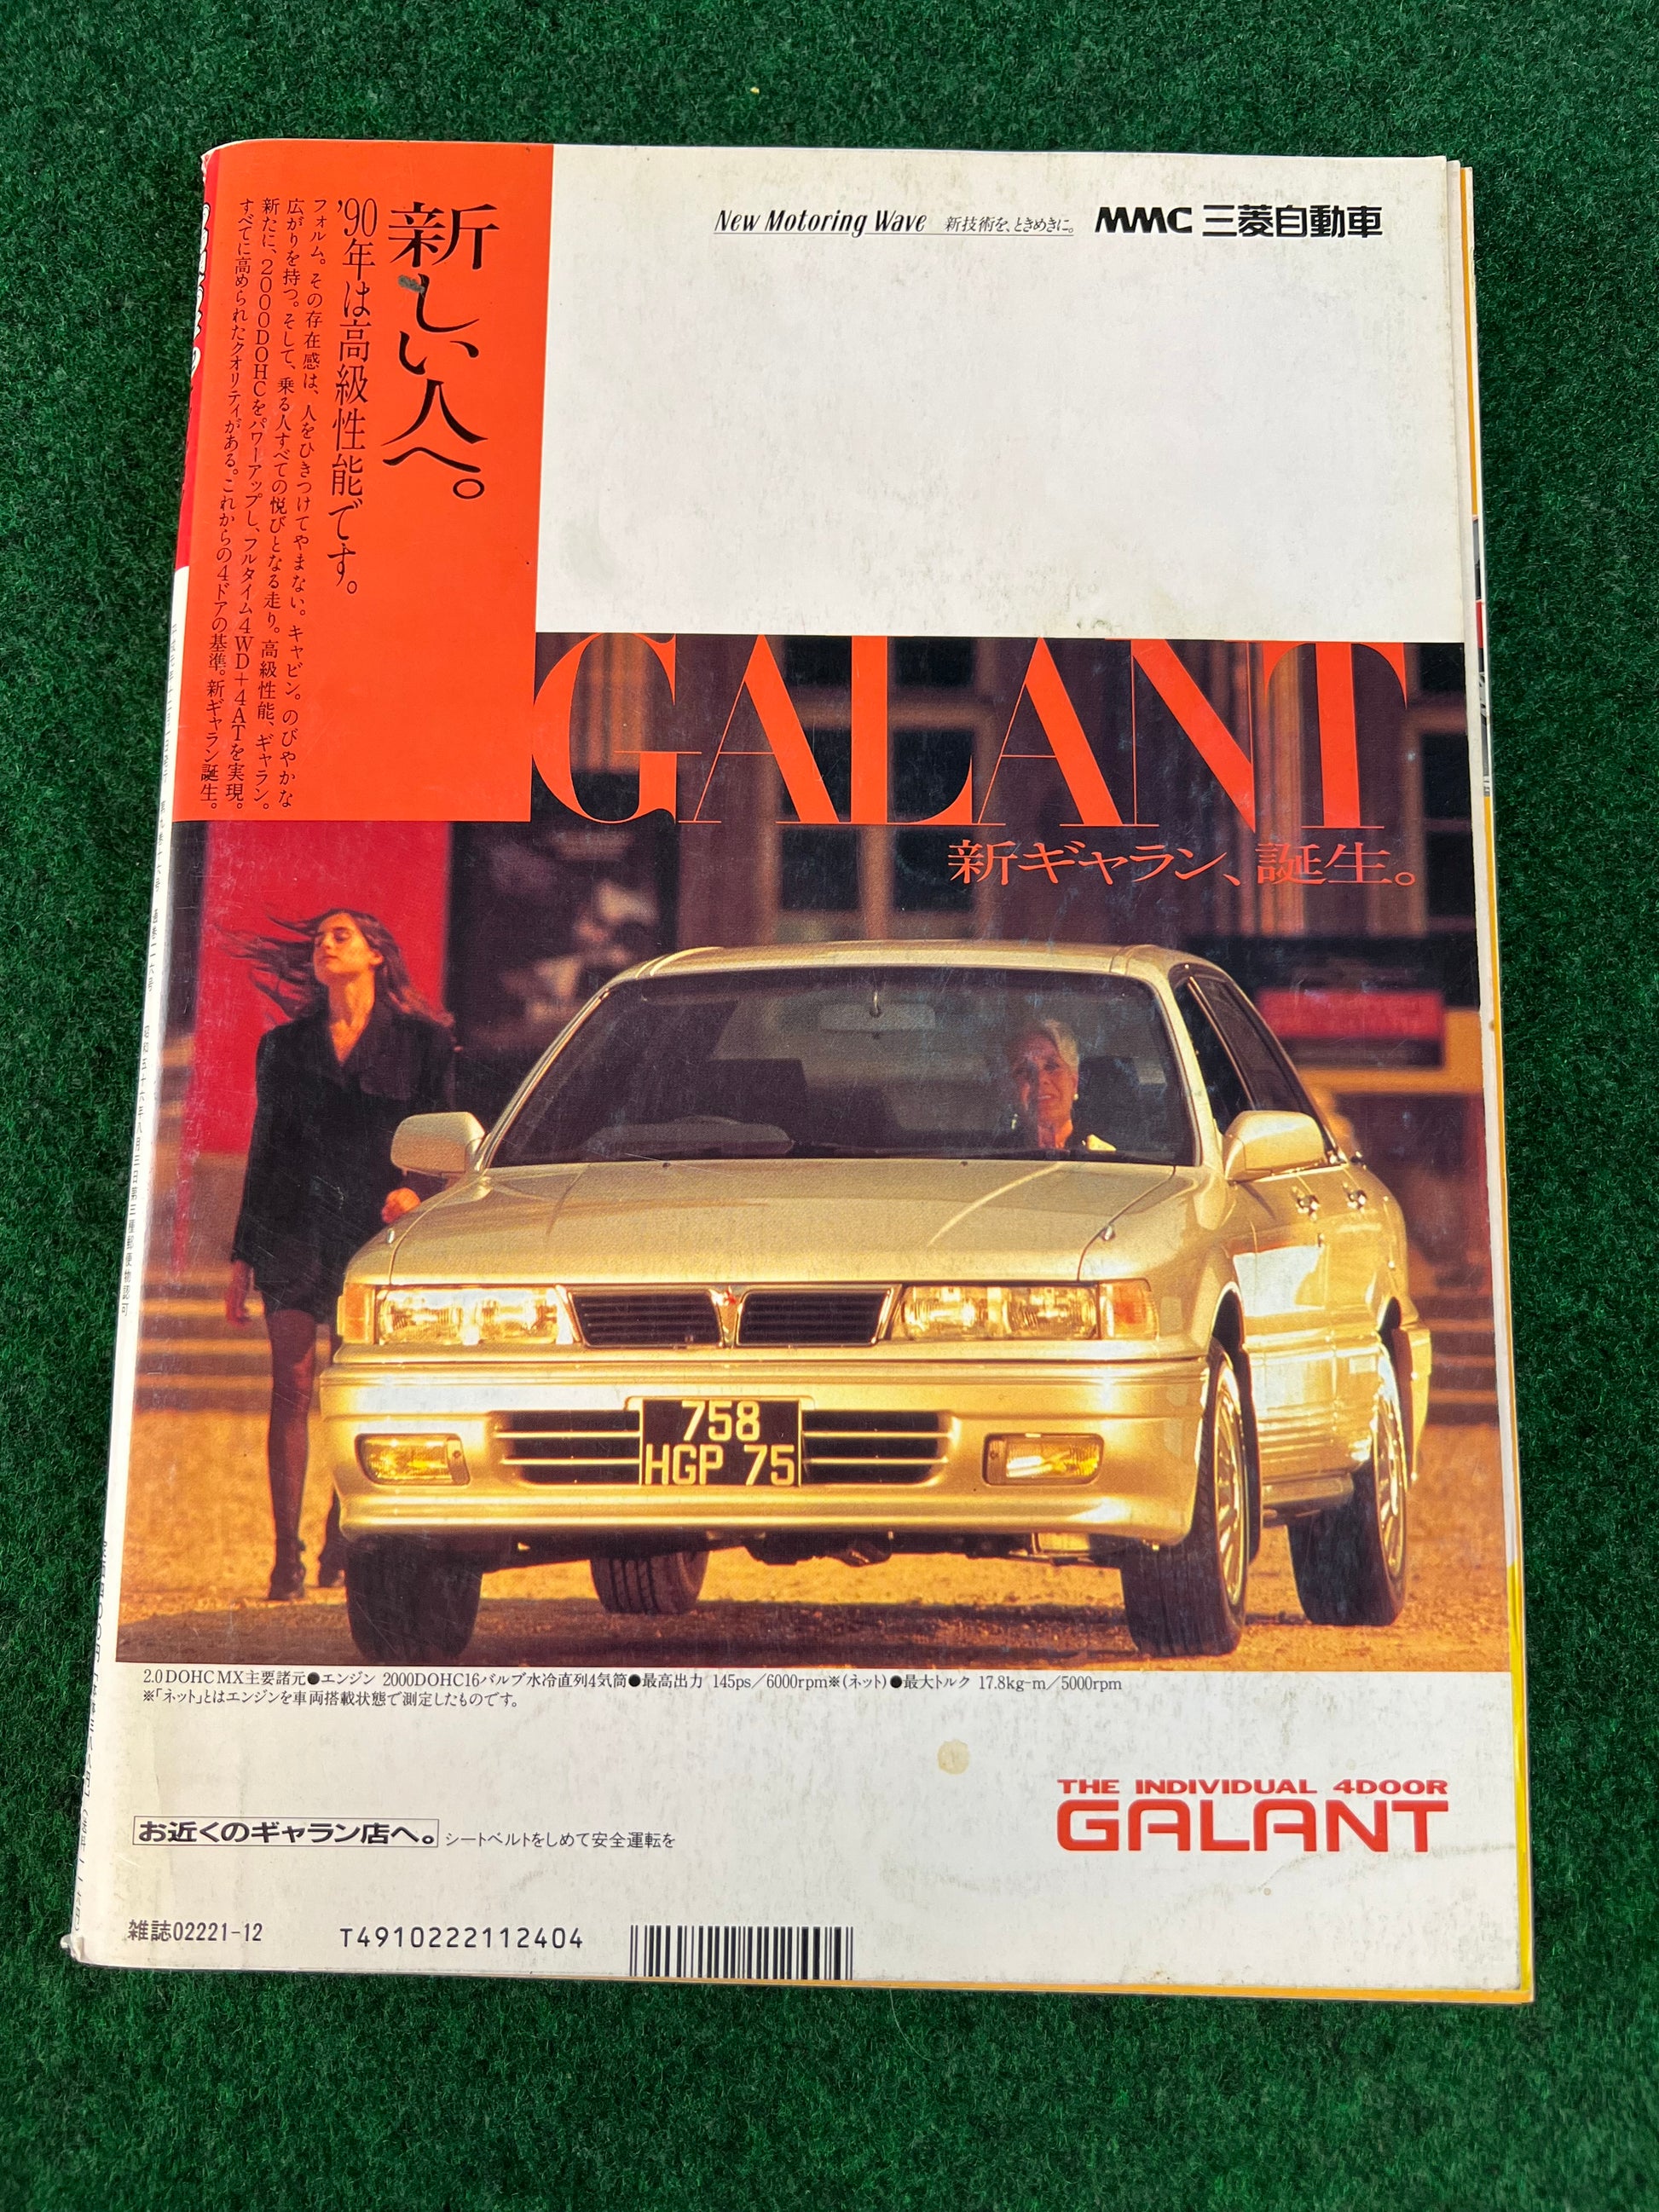 New Motoring Wave 新技術を、ときめきに。 MMC 三菱自動車
新しい人へ。
'90年は高級性能です。
フォルム。その存在感は、人をひきつけてやまない。キャビン。のびやかな
広がりを持つ。そして、乗る人すべての悦びとなる走り。高級性能、ギャラン。
新たに、2000DOHCをパワーアップし、フルタイム4WD+4ATを実現。
すべてに高められたクオリティがある。これからの4ドアの基準。新ギャラン誕生。
GALANT
新ギャラン、誕生。
758
HGP 75
2.0DOHC MX主要諸元●エンジン 2000DOHC16バルブ水冷直列4気筒●最高出力 145ps/6000rpm※(ネット)●最大トルク 17.8kg-m/5000rpm
※「ネット」とはエンジンを車両搭載状態で測定したものです。
THE INDIVIDUAL 4DOOR
GALANT
お近くのギャラン店へ。 シートベルトをしめて安全運転を
雑誌02221-12
T4910222112404